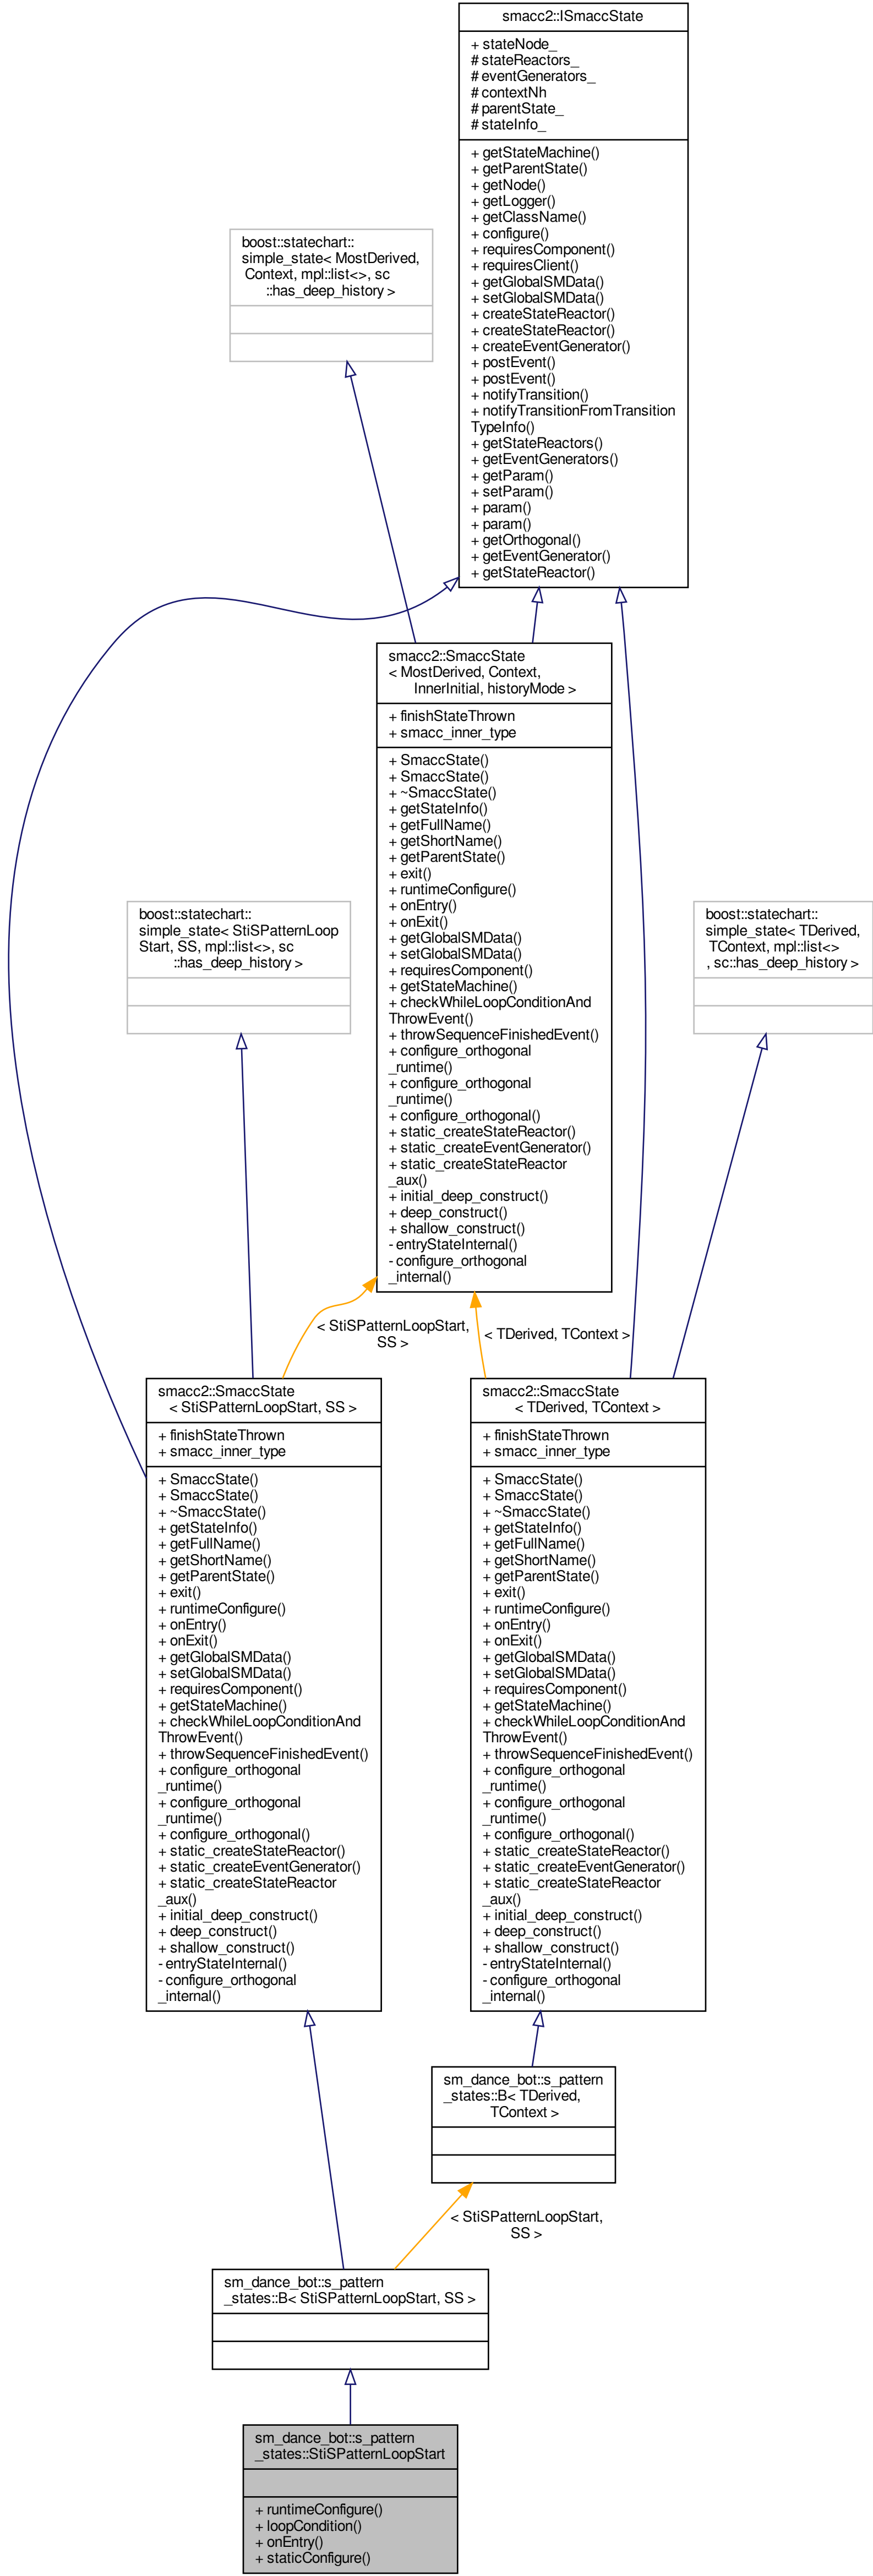 smacc2::ISmaccState
+ stateNode_
# stateReactors_
# eventGenerators_
# contextNh
# parentState_
# stateInfo_
+ getStateMachine()
+ getParentState()
+ getNode()
+ getLogger()
+ getClassName()
+ configure()
+ requiresComponent()
+ requiresClient()
+ getGlobalSMData()
+ setGlobalSMData()
+ createStateReactor()
+ createStateReactor()
+ createEventGenerator()
+ postEvent()
+ postEvent()
+ notifyTransition()
+ notifyTransitionFromTransition
TypeInfo()
+ getStateReactors()
+ getEventGenerators()
+ getParam()
+ setParam()
+ param()
+ param()
+ getOrthogonal()
+ getEventGenerator()
+ getStateReactor()
boost::statechart::
simple_state< MostDerived,
Context, mpl::list<>, sc
::has_deep_history >
smacc2::SmaccState
< MostDerived, Context,
InnerInitial, historyMode >
+ finishStateThrown
+ smacc_inner_type
+ SmaccState()
+ SmaccState()
+ ~SmaccState()
+ getStateInfo()
+ getFullName()
+ getShortName()
+ getParentState()
+ exit()
+ runtimeConfigure()
+ onEntry()
+ onExit()
+ getGlobalSMData()
+ setGlobalSMData()
+ requiresComponent()
+ getStateMachine()
+ checkWhileLoopConditionAnd
ThrowEvent()
+ throwSequenceFinishedEvent()
+ configure_orthogonal
_runtime()
+ configure_orthogonal
_runtime()
+ configure_orthogonal()
+ static_createStateReactor()
+ static_createEventGenerator()
+ static_createStateReactor
_aux()
+ initial_deep_construct()
+ deep_construct()
+ shallow_construct()
- entryStateInternal()
- configure_orthogonal
_internal()
boost::statechart::
simple_state< StiSPatternLoop
Start, SS, mpl::list<>, sc
::has_deep_history >
boost::statechart::
simple_state< TDerived,
TContext, mpl::list<>
, sc::has_deep_history >
< StiSPatternLoopStart,
SS >
< TDerived, TContext >
smacc2::SmaccState
< StiSPatternLoopStart, SS >
+ finishStateThrown
+ smacc_inner_type
+ SmaccState()
+ SmaccState()
+ ~SmaccState()
+ getStateInfo()
+ getFullName()
+ getShortName()
+ getParentState()
+ exit()
+ runtimeConfigure()
+ onEntry()
+ onExit()
+ getGlobalSMData()
+ setGlobalSMData()
+ requiresComponent()
+ getStateMachine()
+ checkWhileLoopConditionAnd
ThrowEvent()
+ throwSequenceFinishedEvent()
+ configure_orthogonal
_runtime()
+ configure_orthogonal
_runtime()
+ configure_orthogonal()
+ static_createStateReactor()
+ static_createEventGenerator()
+ static_createStateReactor
_aux()
+ initial_deep_construct()
+ deep_construct()
+ shallow_construct()
- entryStateInternal()
- configure_orthogonal
_internal()
smacc2::SmaccState
< TDerived, TContext >
+ finishStateThrown
+ smacc_inner_type
+ SmaccState()
+ SmaccState()
+ ~SmaccState()
+ getStateInfo()
+ getFullName()
+ getShortName()
+ getParentState()
+ exit()
+ runtimeConfigure()
+ onEntry()
+ onExit()
+ getGlobalSMData()
+ setGlobalSMData()
+ requiresComponent()
+ getStateMachine()
+ checkWhileLoopConditionAnd
ThrowEvent()
+ throwSequenceFinishedEvent()
+ configure_orthogonal
_runtime()
+ configure_orthogonal
_runtime()
+ configure_orthogonal()
+ static_createStateReactor()
+ static_createEventGenerator()
+ static_createStateReactor
_aux()
+ initial_deep_construct()
+ deep_construct()
+ shallow_construct()
- entryStateInternal()
- configure_orthogonal
_internal()
sm_dance_bot::s_pattern
_states::B< TDerived,
TContext >
< StiSPatternLoopStart,
SS >
sm_dance_bot::s_pattern
_states::B< StiSPatternLoopStart, SS >
sm_dance_bot::s_pattern
_states::StiSPatternLoopStart
+ runtimeConfigure()
+ loopCondition()
+ onEntry()
+ staticConfigure()